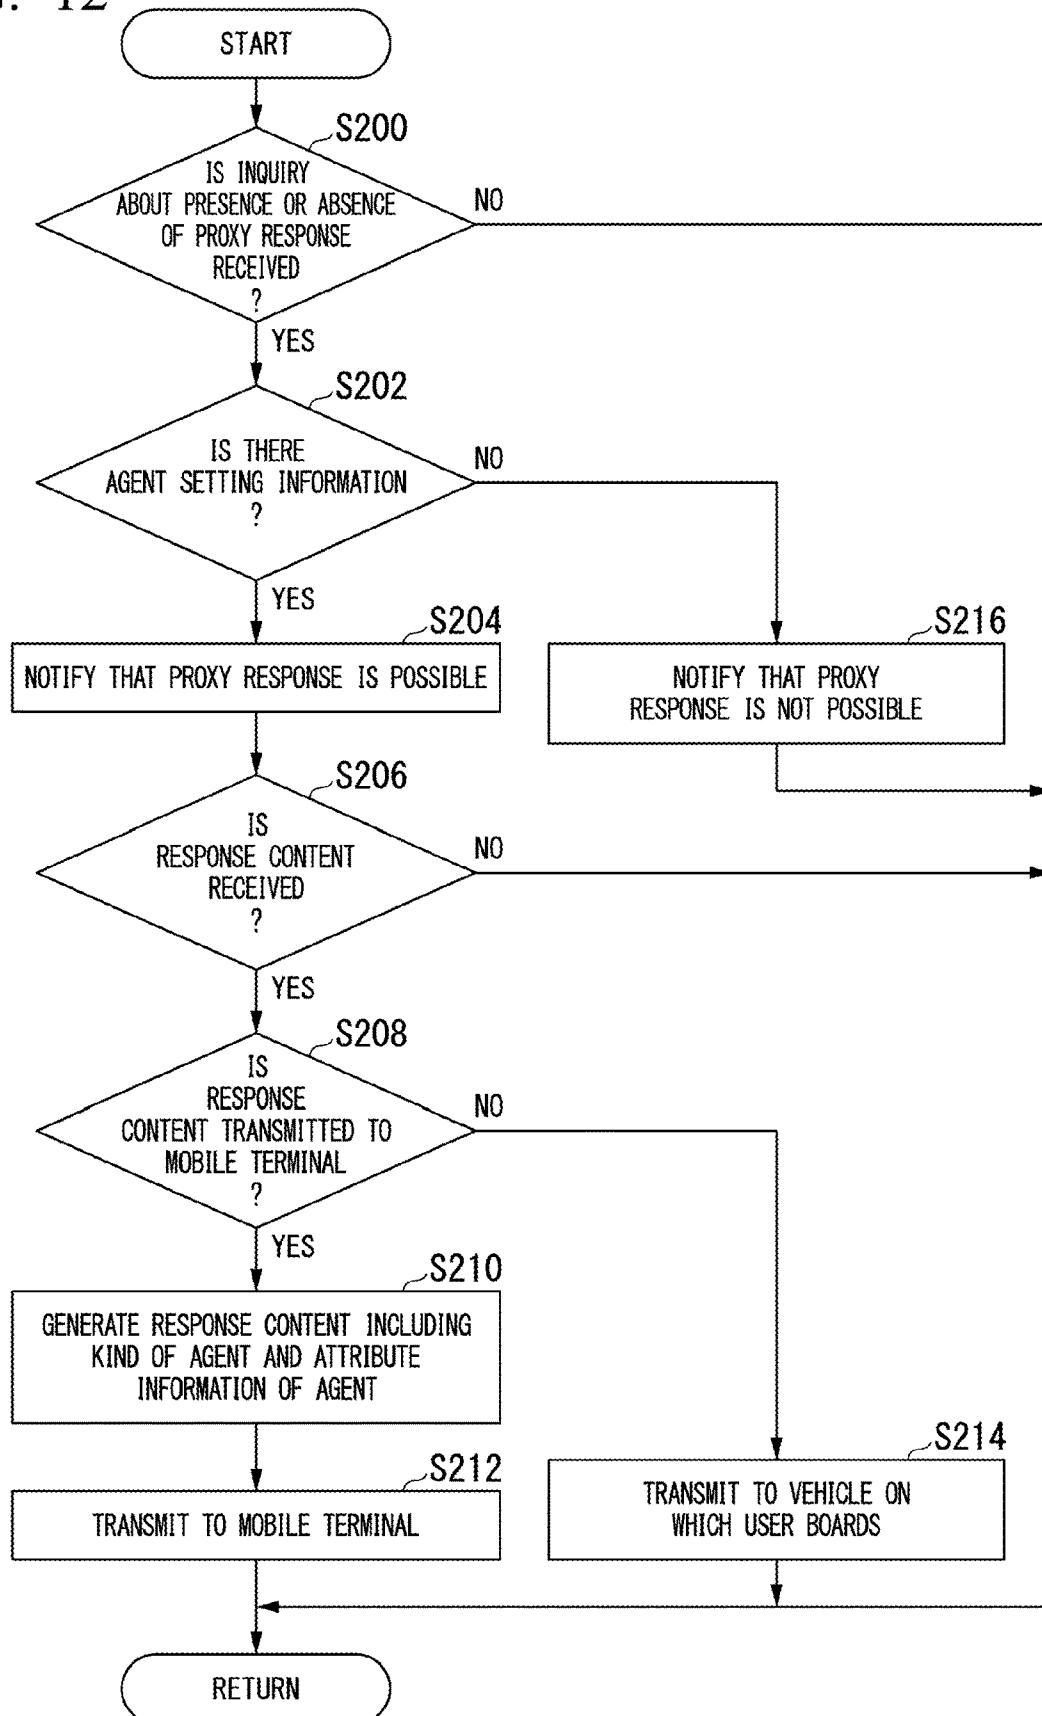 12
START
S200
IS INQUIRY
ABOUT PRESENCE OR ABSENCE
OF PROXY RESPONSE
RECEIVED
?
NO
YES
S202
IS THERE
AGENT SETTING INFORMATION
?
NO
YES
S204
NOTIFY THAT PROXY RESPONSE IS POSSIBLE
S216
NOTIFY THAT PROXY
RESPONSE IS NOT POSSIBLE
S206
IS
RESPONSE CONTENT
RECEIVED
?
NO
YES
S208
IS
RESPONSE
CONTENT TRANSMITTED TO
MOBILE TERMINAL
?
NO
YES
S210
GENERATE RESPONSE CONTENT INCLUDING
KIND OF AGENT AND ATTRIBUTE
INFORMATION OF AGENT
S212
TRANSMIT TO MOBILE TERMINAL
S214
TRANSMIT TO VEHICLE ON
WHICH USER BOARDS
RETURN